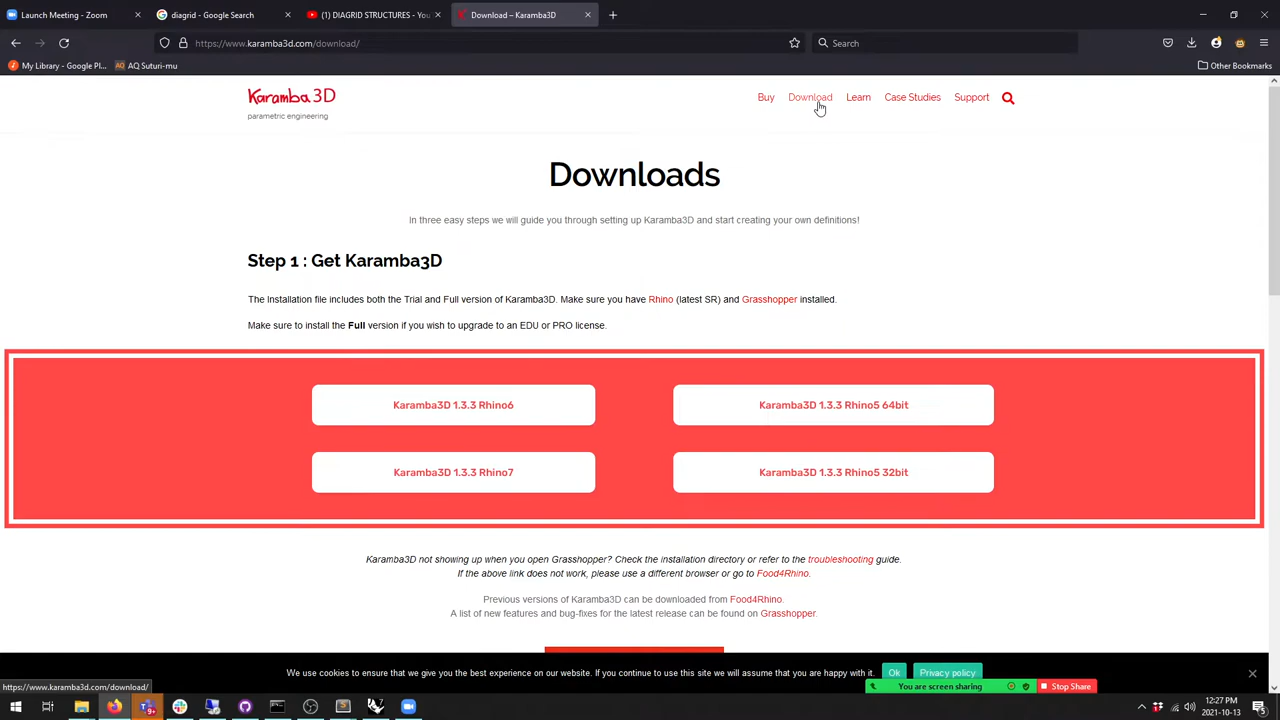 Launch Meeting - Zoom
diagrid - Google Search
(1) DIAGRID STRUCTURES - You
Download – Karamba3D
https://www.karamba3d.com/download/
Search
My Library - Google Pl...
AQ Suturi-mu
Other Bookmarks
Karamba3D
parametric engineering
Buy
Download
Learn
Case Studies
Support
Downloads
In three easy steps we will guide you through setting up Karamba3D and start creating your own definitions!
Step 1 : Get Karamba3D
The Installation file includes both the Trial and Full version of Karamba3D. Make sure you have Rhino (latest SR) and Grasshopper installed.
Make sure to install the Full version if you wish to upgrade to an EDU or PRO license.
Karamba3D 1.3.3 Rhino6
Karamba3D 1.3.3 Rhino5 64bit
Karamba3D 1.3.3 Rhino7
Karamba3D 1.3.3 Rhino5 32bit
Karamba3D not showing up when you open Grasshopper? Check the installation directory or refer to the troubleshooting guide.
If the above link does not work, please use a different browser or go to Food4Rhino.
Previous versions of Karamba3D can be downloaded from Food4Rhino.
A list of new features and bug-fixes for the latest release can be found on Grasshopper.
We use cookies to ensure that we give you the best experience on our website. If you continue to use this site we will assume that you are happy with it.
Ok
Privacy policy
https://www.karamba3d.com/download/
You are screen sharing
Stop Share
12:27 PM
2021-10-13